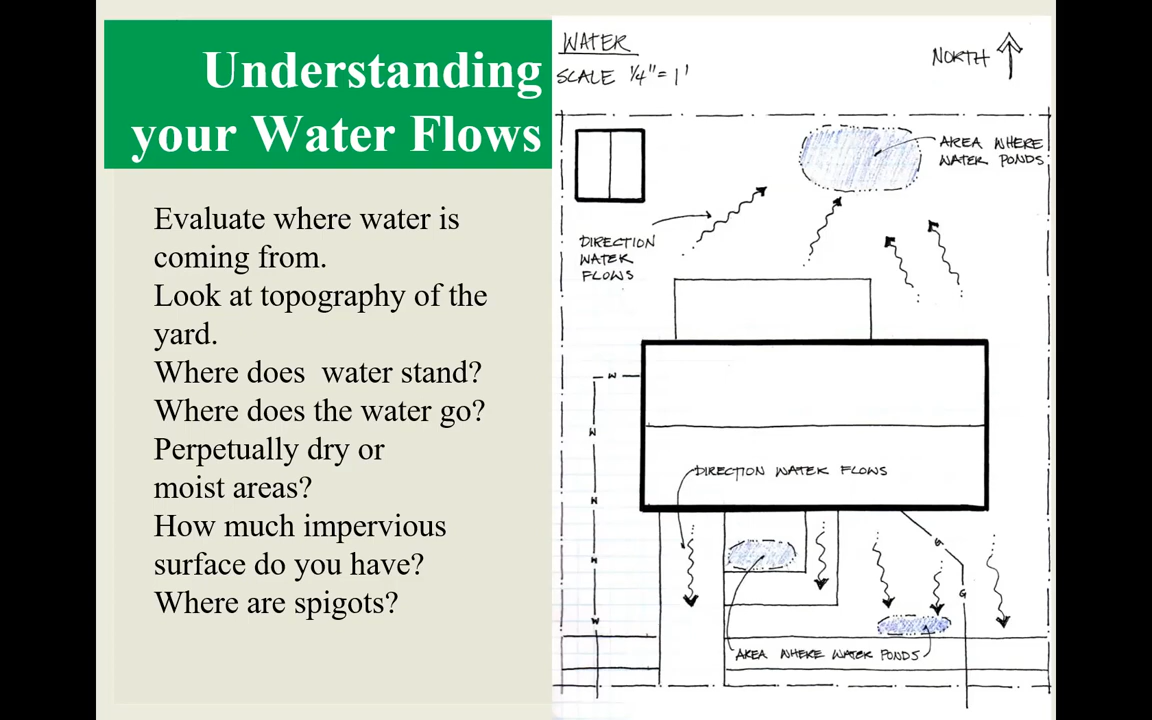 Understanding
your Water Flows
Evaluate where water is
coming from.
Look at topography of the
yard.
Where does  water stand?
Where does the water go?
Perpetually dry or
moist areas?
How much impervious
surface do you have?
Where are spigots?
WATER
SCALE 1/4" = 1'
NORTH
AREA WHERE
WATER PONDS
DIRECTION
WATER
FLOWS
W
W
W
W
W
DIRECTION WATER FLOWS
G
G
AREA WHERE WATER PONDS